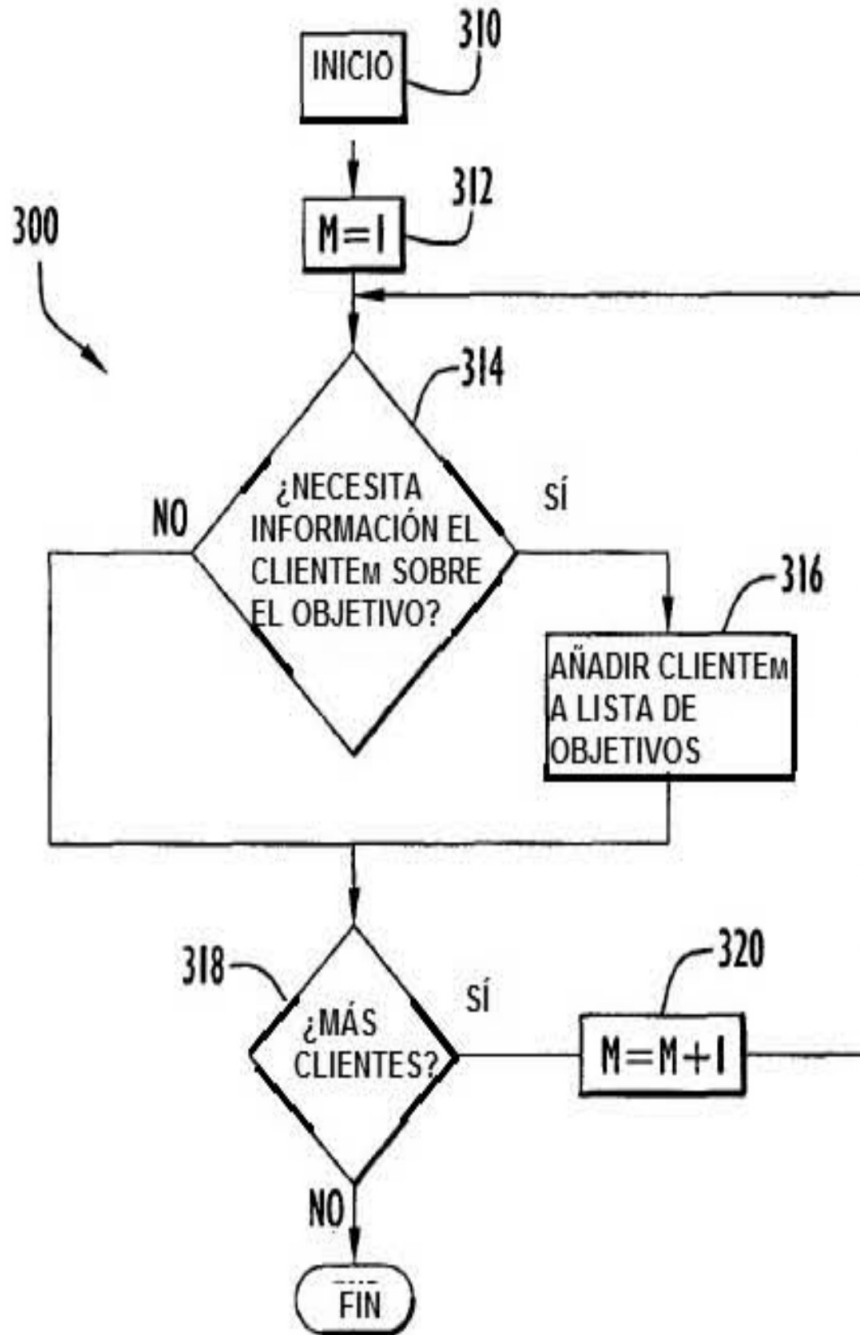 310
INICIO
312
M=1
300
314
¿NECESITA
INFORMACIÓN EL
CLIENTEM SOBRE
EL OBJETIVO?
NO
SÍ
316
AÑADIR CLIENTEM
A LISTA DE
OBJETIVOS
318
¿MÁS
CLIENTES?
SÍ
320
M=M+1
NO
FIN